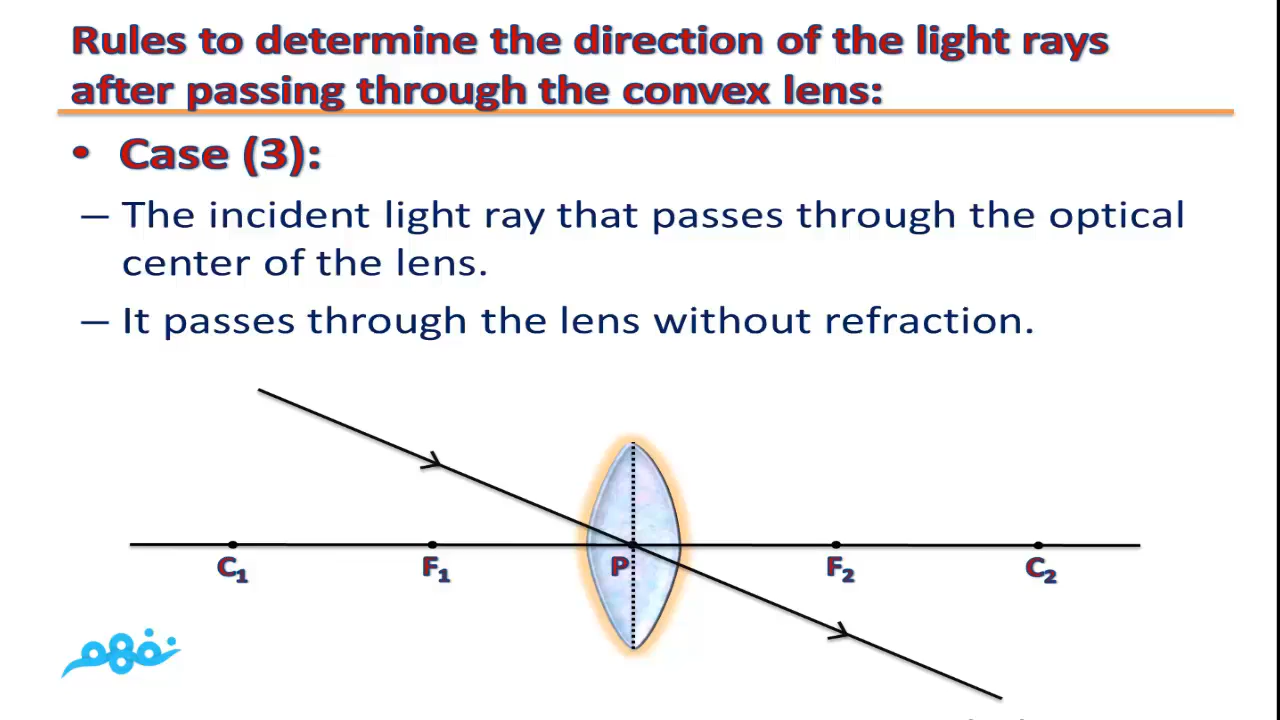 Rules to determine the direction of the light rays
after passing through the convex lens:
• Case (3):
– The incident light ray that passes through the optical
center of the lens.
– It passes through the lens without refraction.
C₁ F₁ P F₂ C₂
نفهم